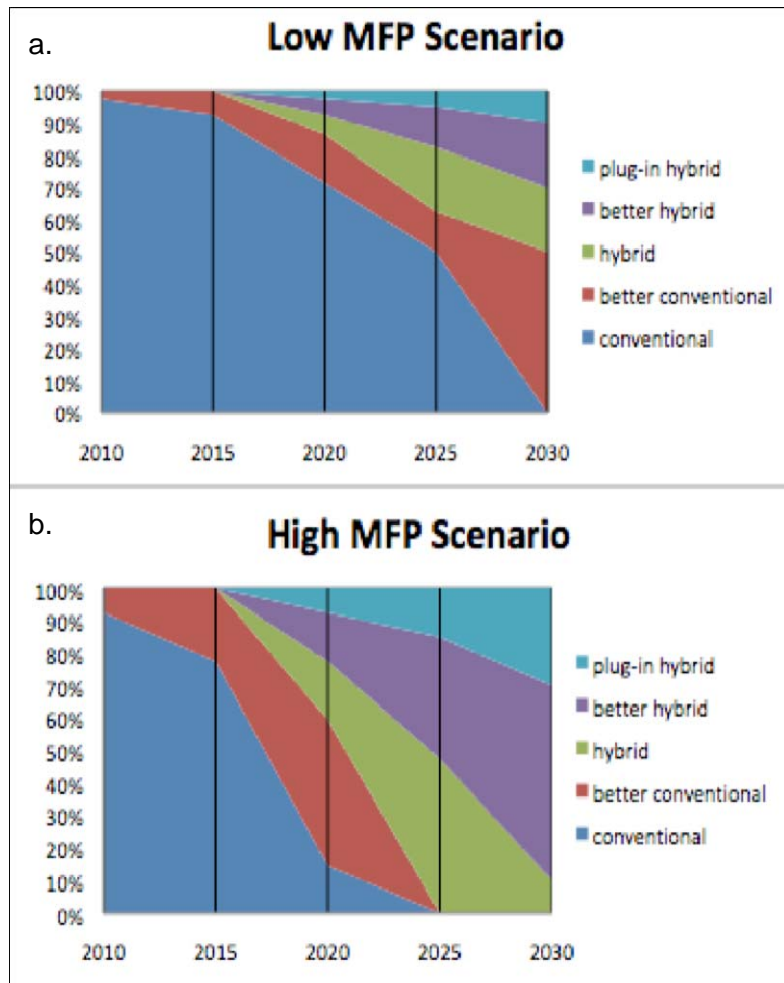 a.
Low MFP Scenario
100%
90%
80%
70%
60%
50%
40%
30%
20%
10%
0%
2010 2015 2020 2025 2030
plug-in hybrid
better hybrid
hybrid
better conventional
conventional
b.
High MFP Scenario
100%
90%
80%
70%
60%
50%
40%
30%
20%
10%
0%
2010 2015 2020 2025 2030
plug-in hybrid
better hybrid
hybrid
better conventional
conventional